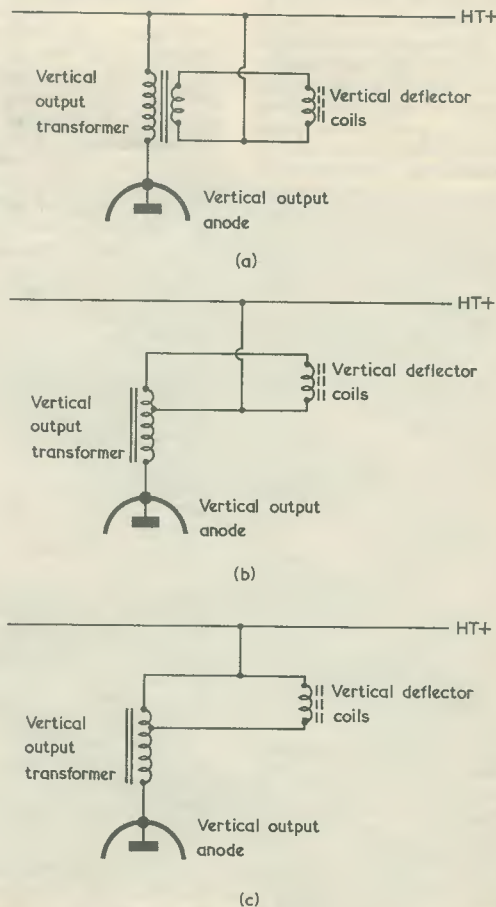 HT+
Vertical
output
transformer
Vertical deflector
coils
Vertical output
anode
(a)
HT+
Vertical
output
transformer
Vertical deflector
coils
Vertical output
anode
(b)
HT+
Vertical
output
transformer
Vertical deflector
coils
Vertical output
anode
(c)